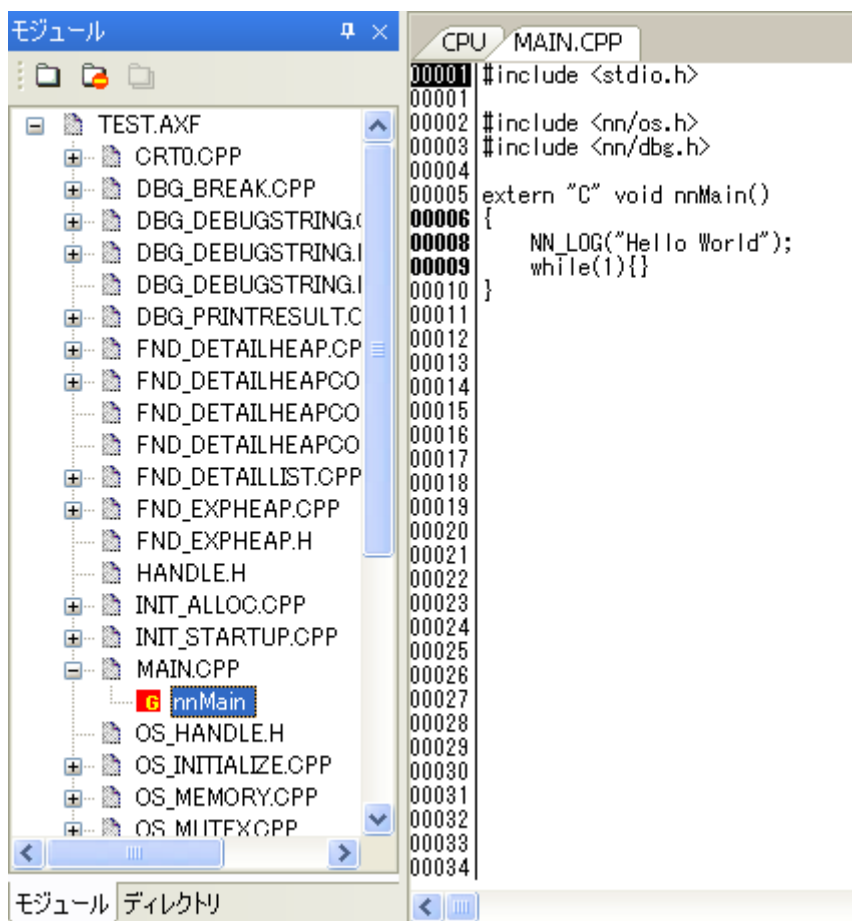 モジュール
TEST.AXF
CRT0.CPP
DBG_BREAK.CPP
DBG_DEBUGSTRING.
DBG_DEBUGSTRING.
DBG_DEBUGSTRING.
DBG_PRINTRESULT.C
FND_DETAILHEAP.CP
FND_DETAILHEAPCO
FND_DETAILHEAPCO
FND_DETAILHEAPCO
FND_DETAILLIST.CPP
FND_EXPHEAP.CPP
FND_EXPHEAP.H
HANDLE.H
INIT_ALLOC.CPP
INIT_STARTUP.CPP
MAIN.CPP
G nnMain
OS_HANDLE.H
OS_INITIALIZE.CPP
OS_MEMORY.CPP
OS_MUTEX.CPP
モジュール ディレクトリ
CPU MAIN.CPP
00001 #include <stdio.h>
00001
00002 #include <nn/os.h>
00003 #include <nn/dbg.h>
00004
00005 extern "C" void nnMain()
00006 {
00008 NN_LOG("Hello World");
00009 while(1){}
00010 }
00011
00012
00013
00014
00015
00016
00017
00018
00019
00020
00021
00022
00023
00024
00025
00026
00027
00028
00029
00030
00031
00032
00033
00034